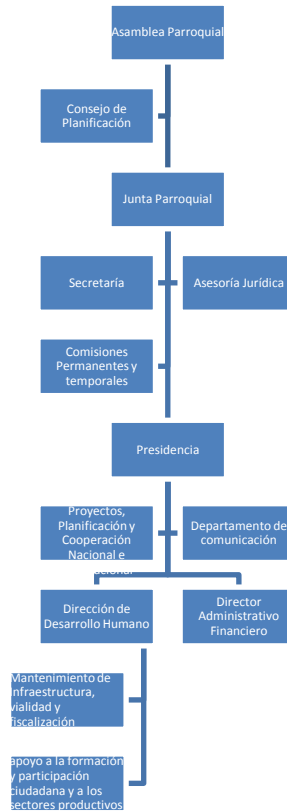 Asamblea Parroquial
Consejo de
Planificación
Junta Parroquial
Secretaría
Asesoría Jurídica
Comisiones
Permanentes y
temporales
Presidencia
Proyectos,
Planificación y
Cooperación
Nacional e
Departamento de
comunicación
Dirección de
Desarrollo Humano
Director
Administrativo
Financiero
Mantenimiento de
infraestructura,
vialidad y
fiscalización
apoyo a la formación
y participación
ciudadana y a los
sectores productivos